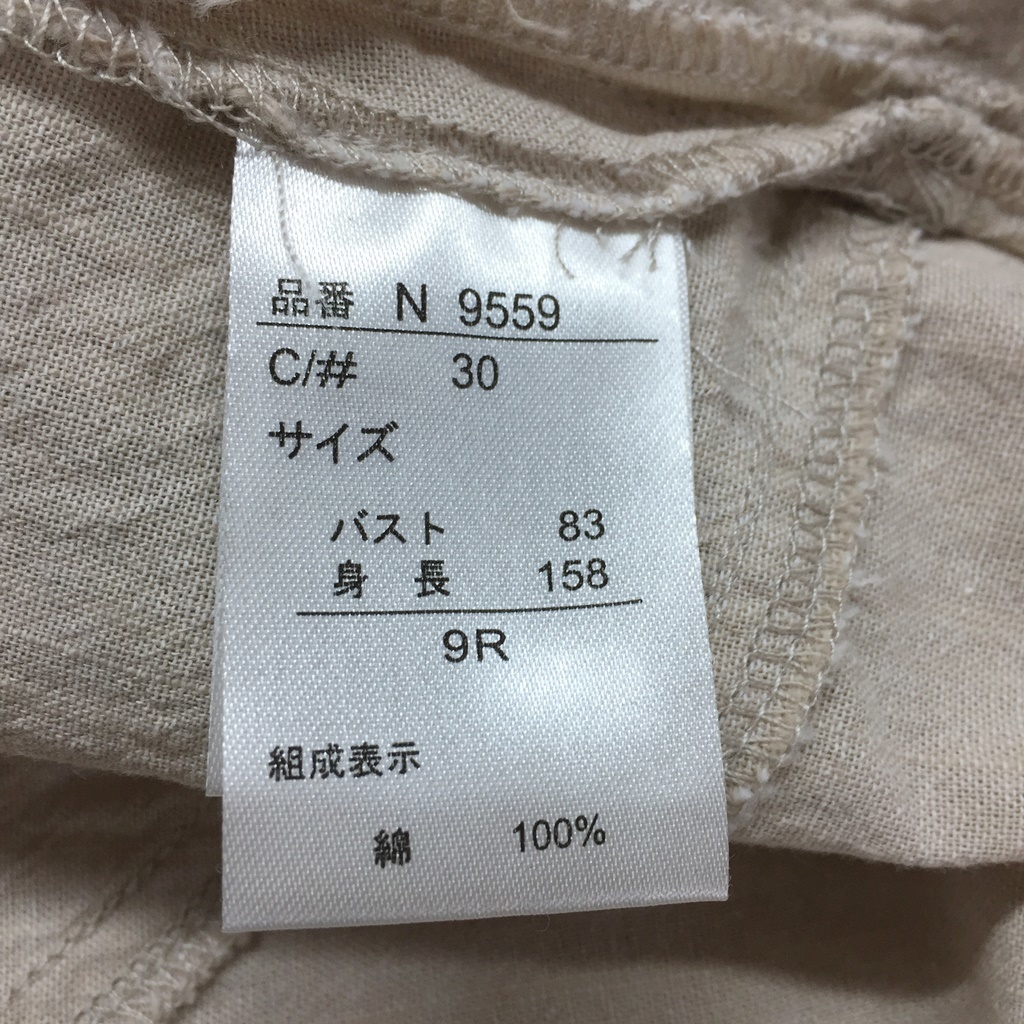 品番 N 9559
C/# 30
サイズ
バスト 83
身 長 158
9R
組成表示
綿 100%